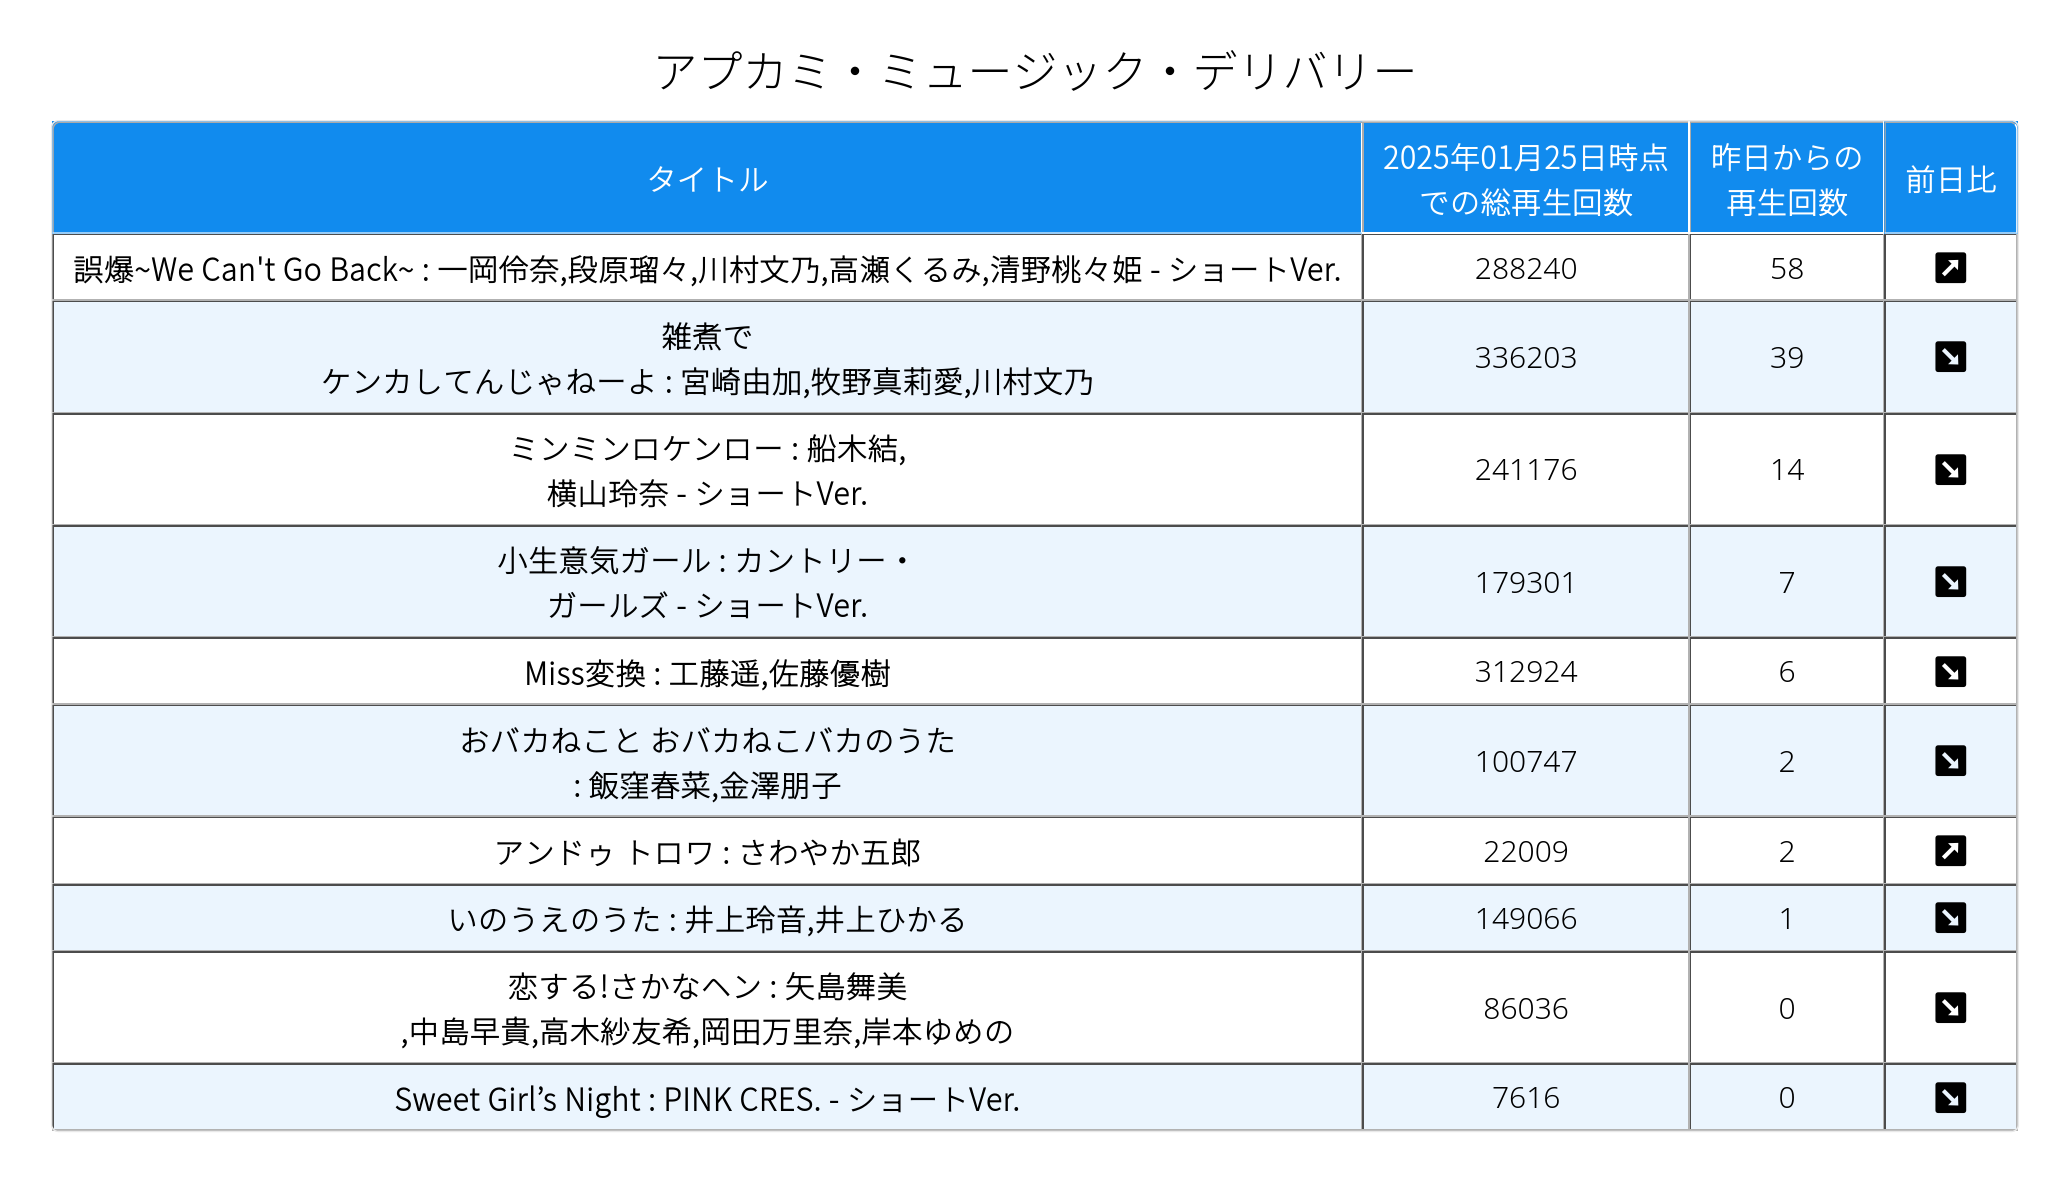 アプカミ・ミュージック・デリバリー
タイトル
2025年01月25日時点
での総再生回数
昨日からの
再生回数
前日比
誤爆~We Can't Go Back~ : 一岡伶奈,段原瑠々,川村文乃,高瀬くるみ,清野桃々姫 - ショートVer.
288240
58
雑煮で
ケンカしてんじゃねーよ : 宮崎由加,牧野真莉愛,川村文乃
336203
39
ミンミンロケンロー : 船木結,
横山玲奈 - ショートVer.
241176
14
小生意気ガール : カントリー・
ガールズ - ショートVer.
179301
7
Miss変換 : 工藤遥,佐藤優樹
312924
6
おバカねこと おバカねこバカのうた
: 飯窪春菜,金澤朋子
100747
2
アンドゥ トロワ : さわやか五郎
22009
2
いのうえのうた : 井上玲音,井上ひかる
149066
1
恋する!さかなヘン : 矢島舞美
,中島早貴,高木紗友希,岡田万里奈,岸本ゆめの
86036
0
Sweet Girl’s Night : PINK CRES. - ショートVer.
7616
0